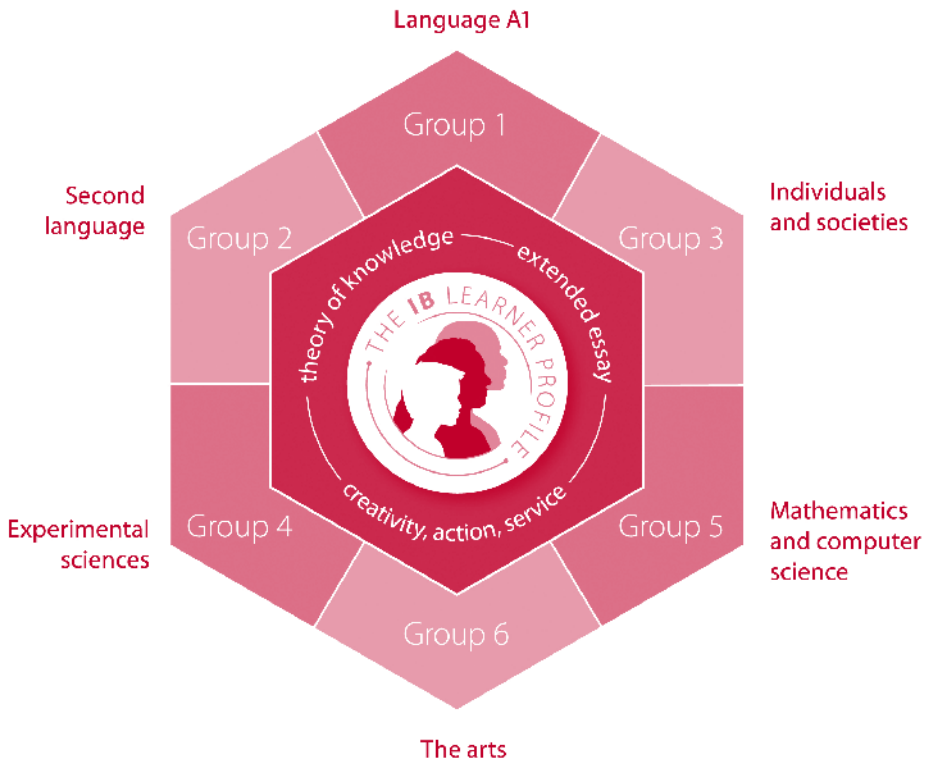 Language A1
Group 1
Second
language
Group 2
Individuals
and societies
Group 3
theory of knowledge
extended essay
THE IB LEARNER PROFILE
creativity, action, service
Experimental
sciences
Group 4
Mathematics
and computer
science
Group 5
Group 6
The arts